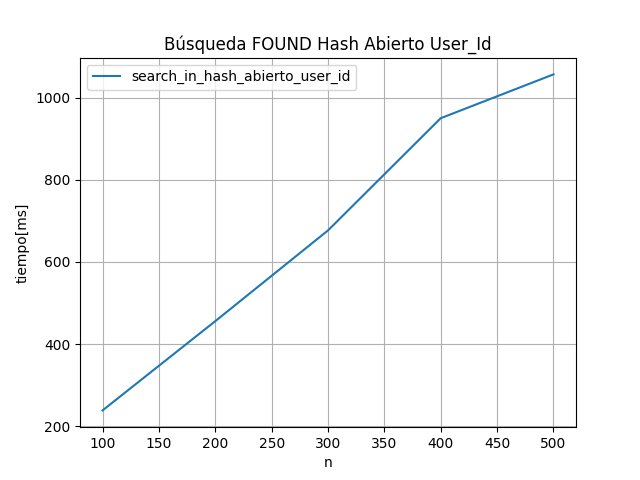 Búsqueda FOUND Hash Abierto User_Id
search_in_hash_abierto_user_id
1000
800
600
400
200
tiempo[ms]
100 150 200 250 300 350 400 450 500
n